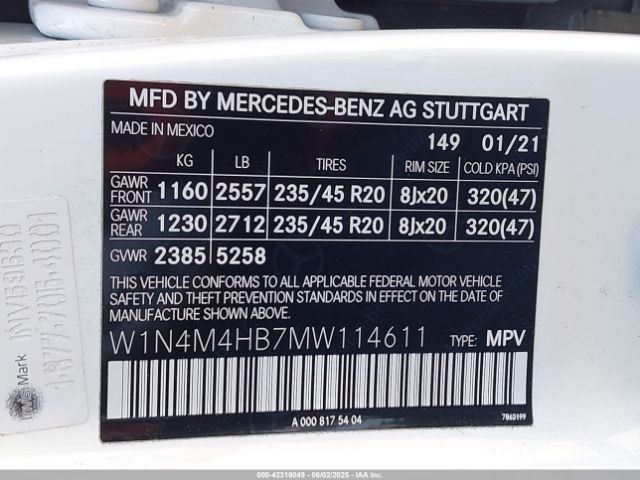 MFD BY MERCEDES-BENZ AG STUTTGART
MADE IN MEXICO 149 01/21
KG LB TIRES RIM SIZE COLD KPA (PSI)
GAWR FRONT 1160 2557 235/45 R20 8Jx20 320(47)
GAWR REAR 1230 2712 235/45 R20 8Jx20 320(47)
GVWR 2385 5258
THIS VEHICLE CONFORMS TO ALL APPLICABLE FEDERAL MOTOR VEHICLE
SAFETY AND THEFT PREVENTION STANDARDS IN EFFECT ON THE DATE OF
MANUFACTURE SHOWN ABOVE.
W1N4M4HB7MW114611 TYPE: MPV
A 000 817 54 04
7863199
Mark
000-42316049 - 06/02/2025 - IAAI.COM